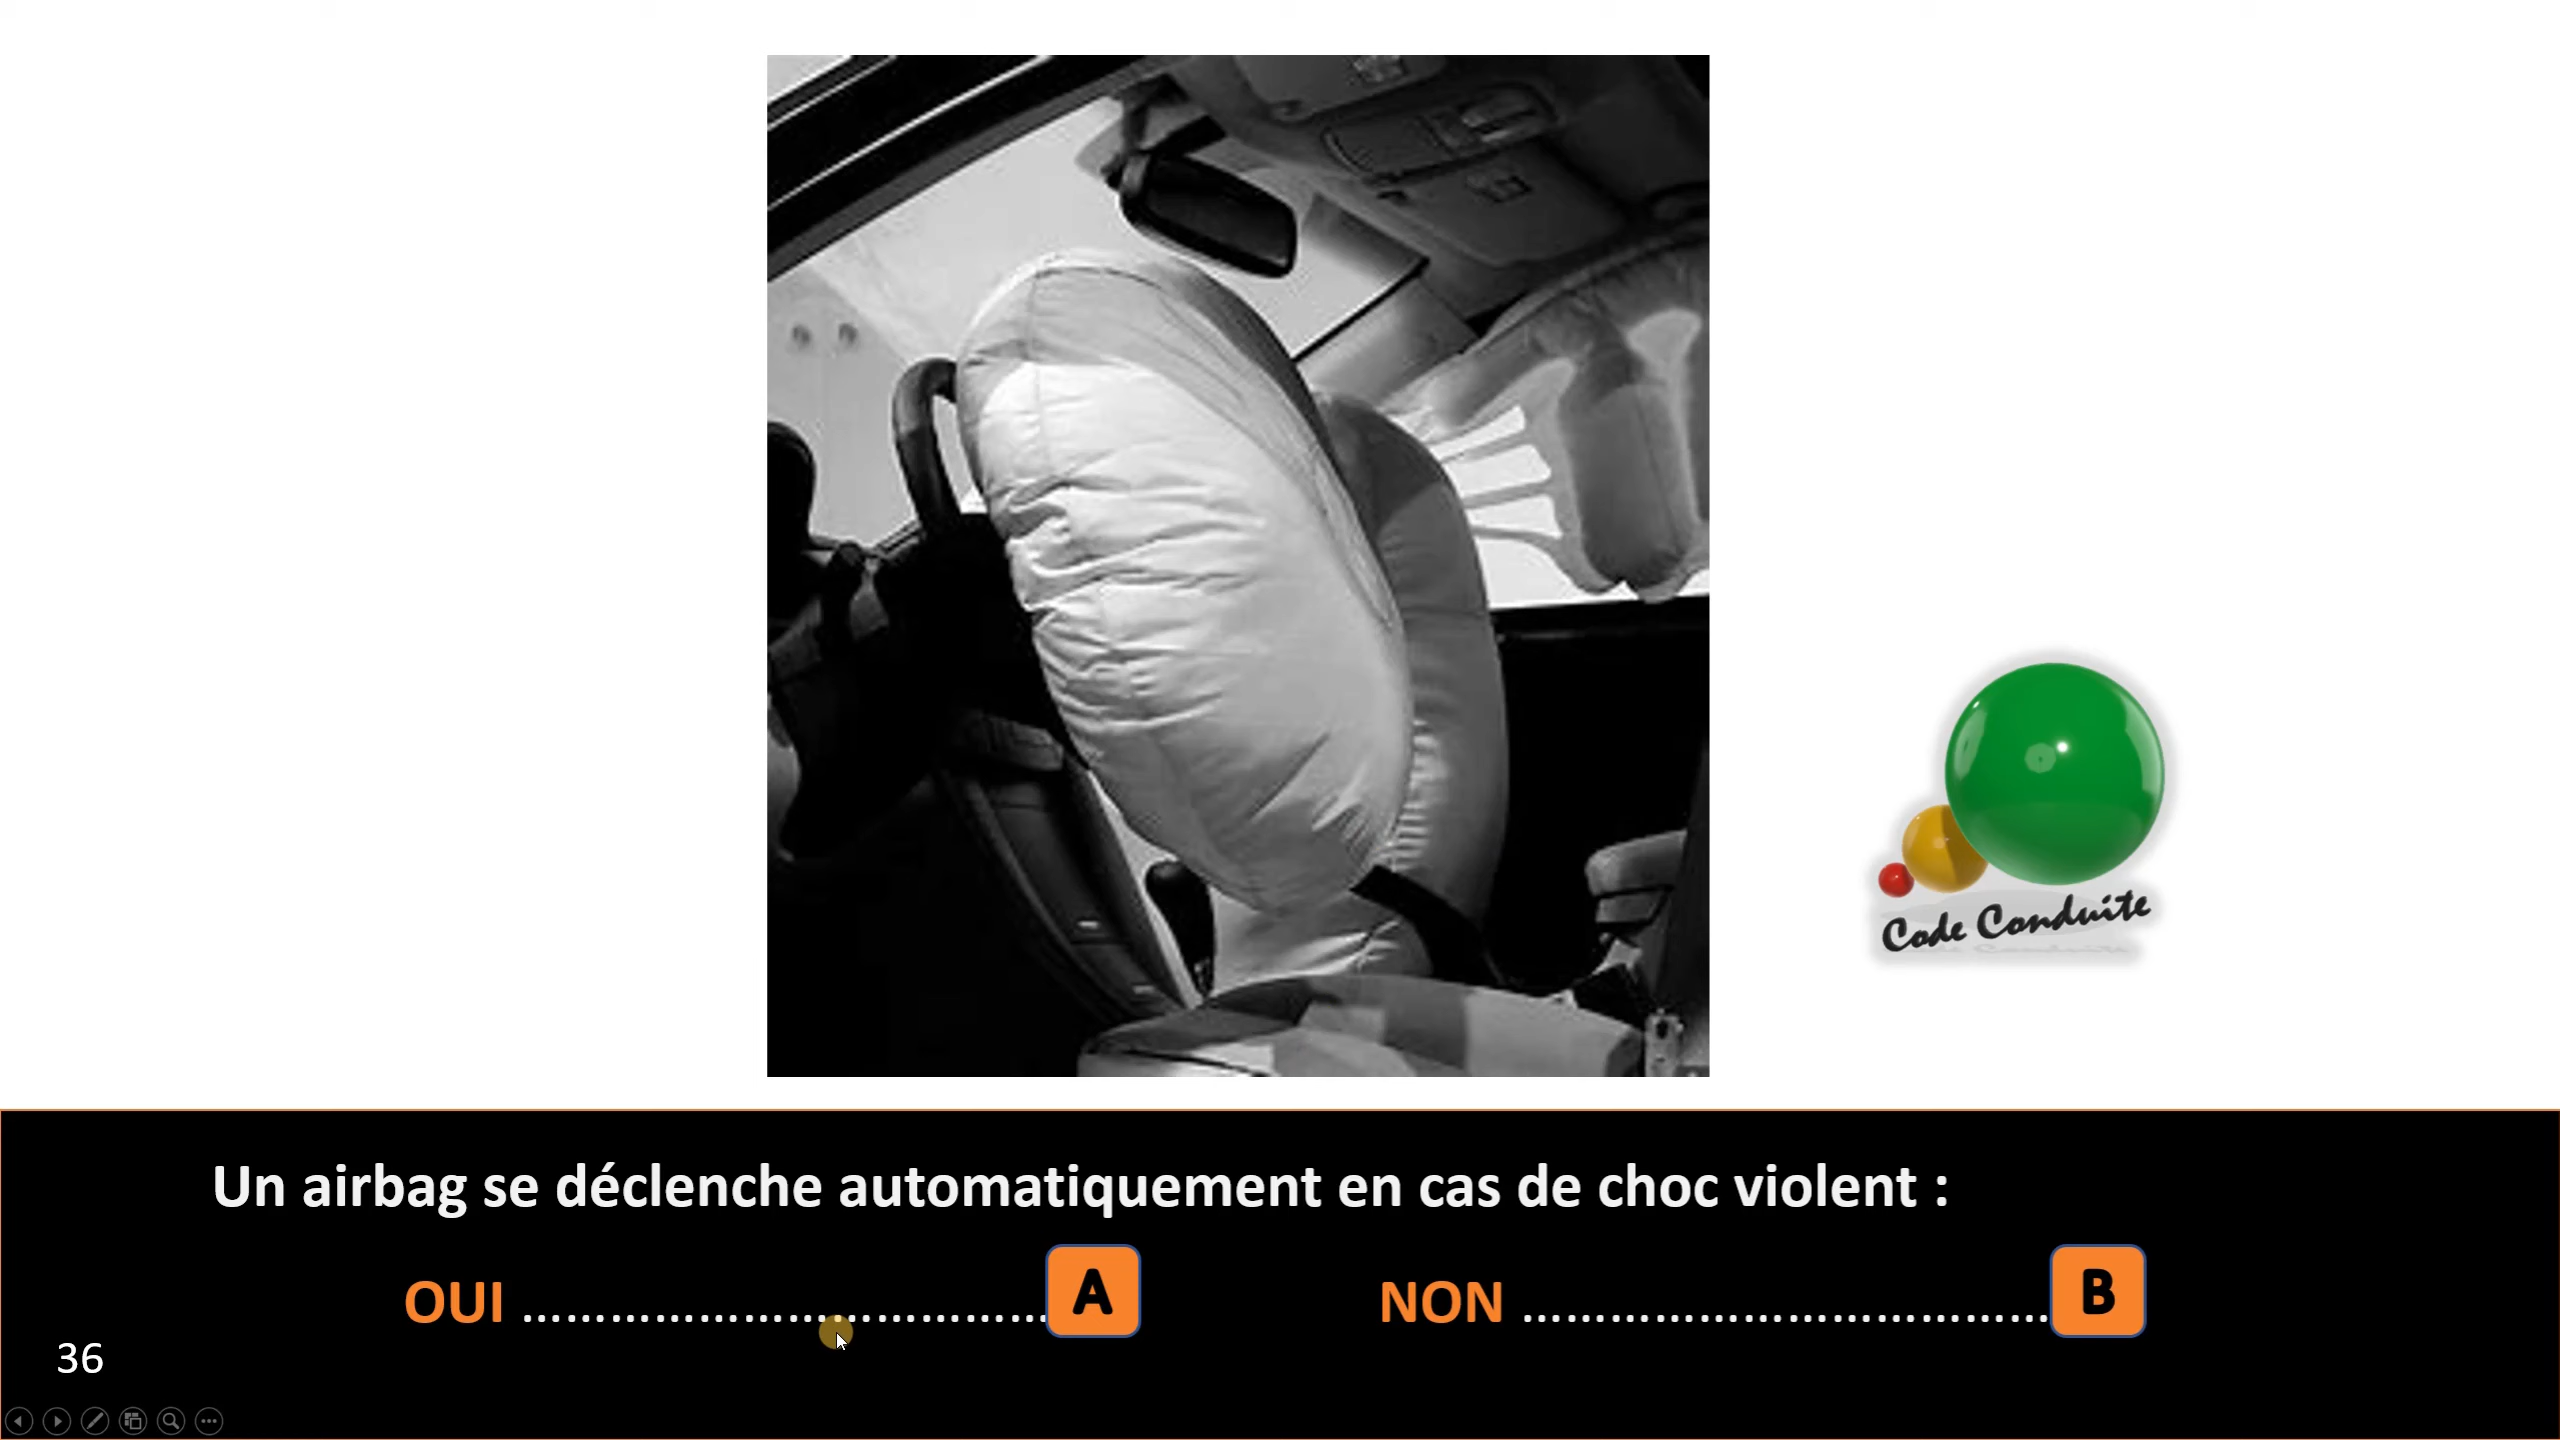 Code Conduite
Un airbag se déclenche automatiquement en cas de choc violent :
OUI ......................................... A
NON ......................................... B
36